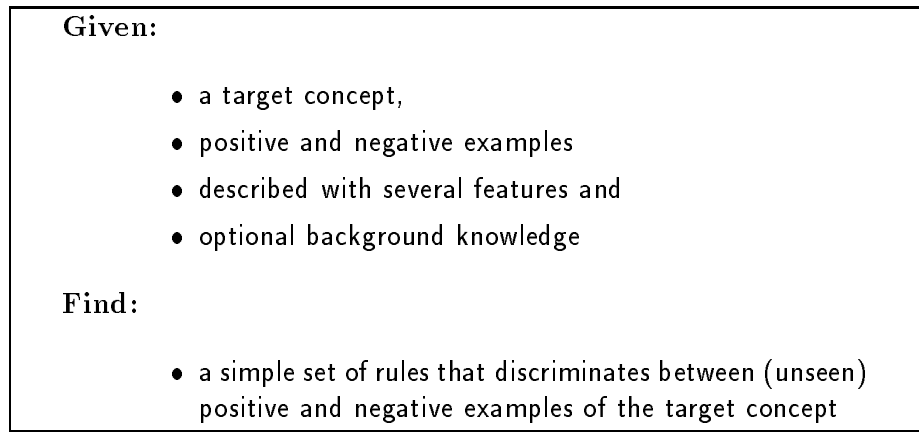 Given:
• a target concept,
• positive and negative examples
• described with several features and
• optional background knowledge
Find:
• a simple set of rules that discriminates between (unseen)
positive and negative examples of the target concept